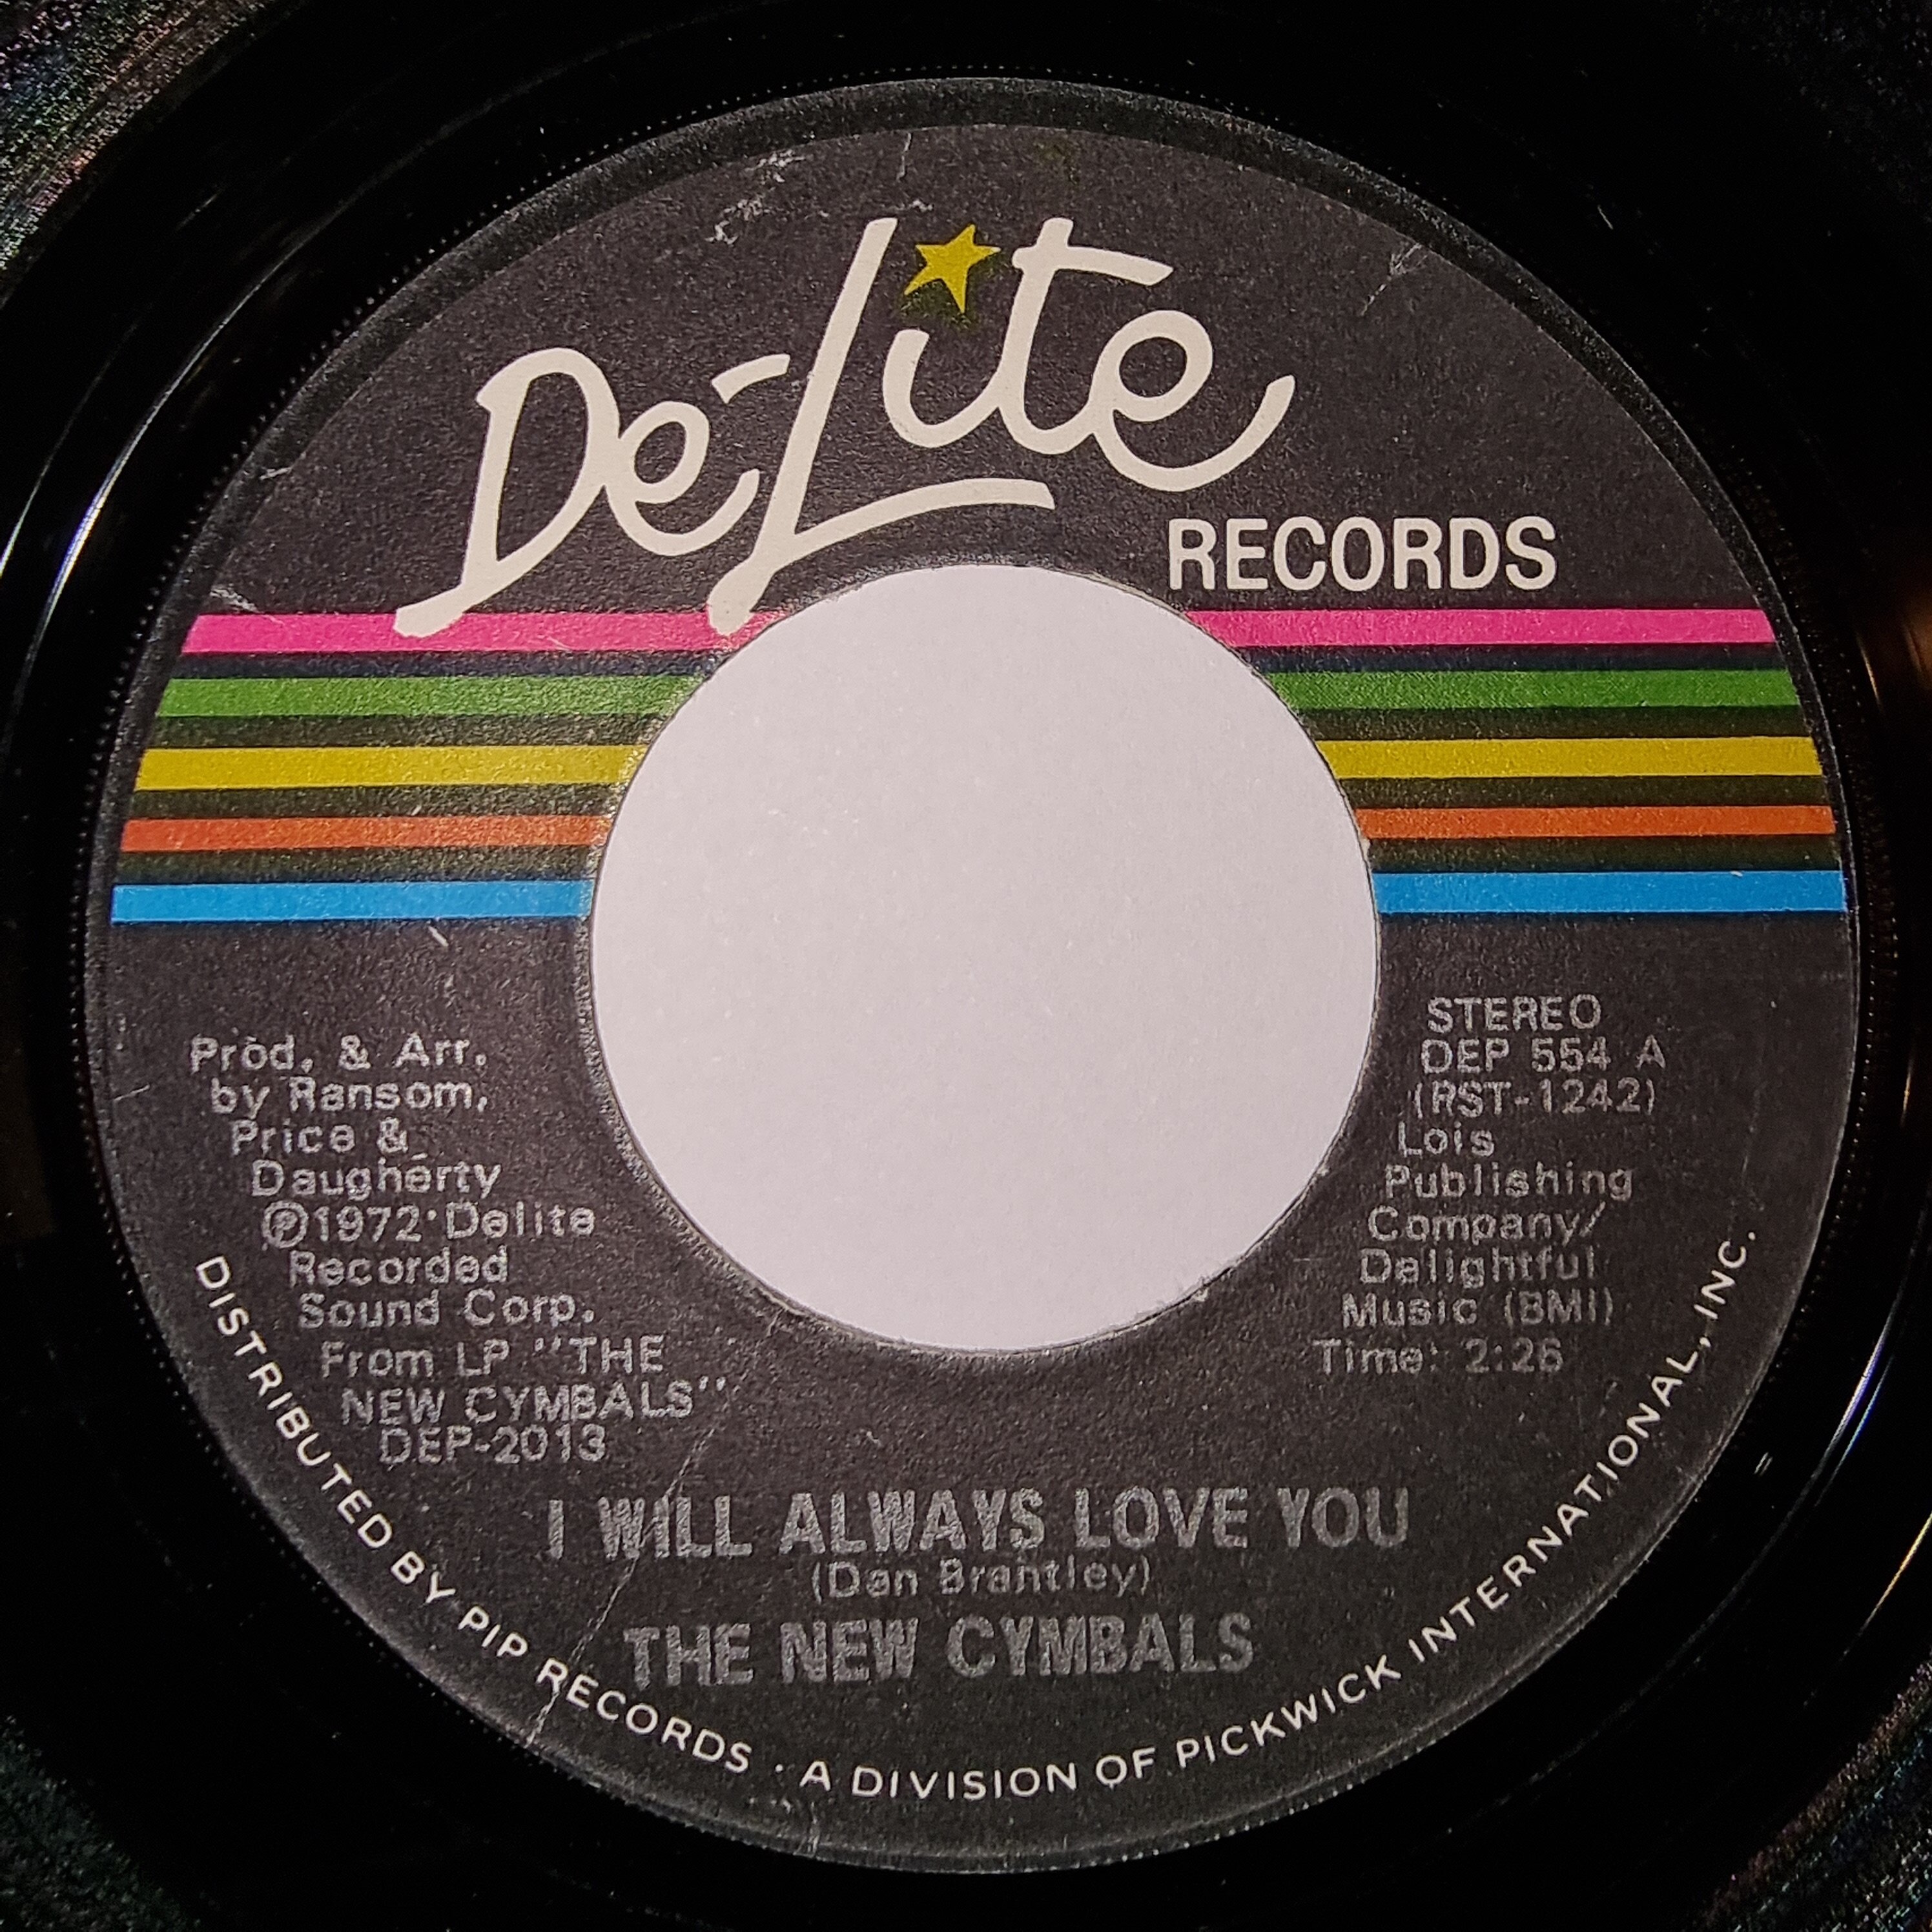 De-Lite
RECORDS
Prod. & Arr.
by Ransom,
Price &
Daugherty
℗1972 Delite
Recorded
Sound Corp.
From LP "THE
NEW CYMBALS"
DEP-2013
STEREO
DEP 554 A
(RST-1242)
Lois
Publishing
Company/
Delightful
Music (BMI)
Time: 2:26
I WILL ALWAYS LOVE YOU
(Dan Brantley)
THE NEW CYMBALS
DISTRIBUTED BY PIP RECORDS · A DIVISION OF PICKWICK INTERNATIONAL, INC.